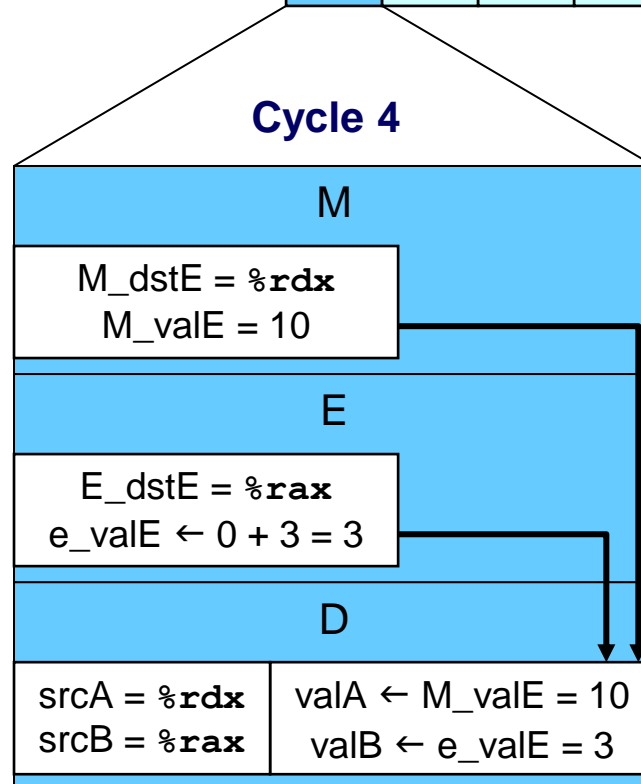 Cycle 4
M
M_dstE = %rdx
M_valE = 10
E
E_dstE = %rax
e_valE ← 0 + 3 = 3
D
srcA = %rdx
srcB = %rax
valA ← M_valE = 10
valB ← e_valE = 3